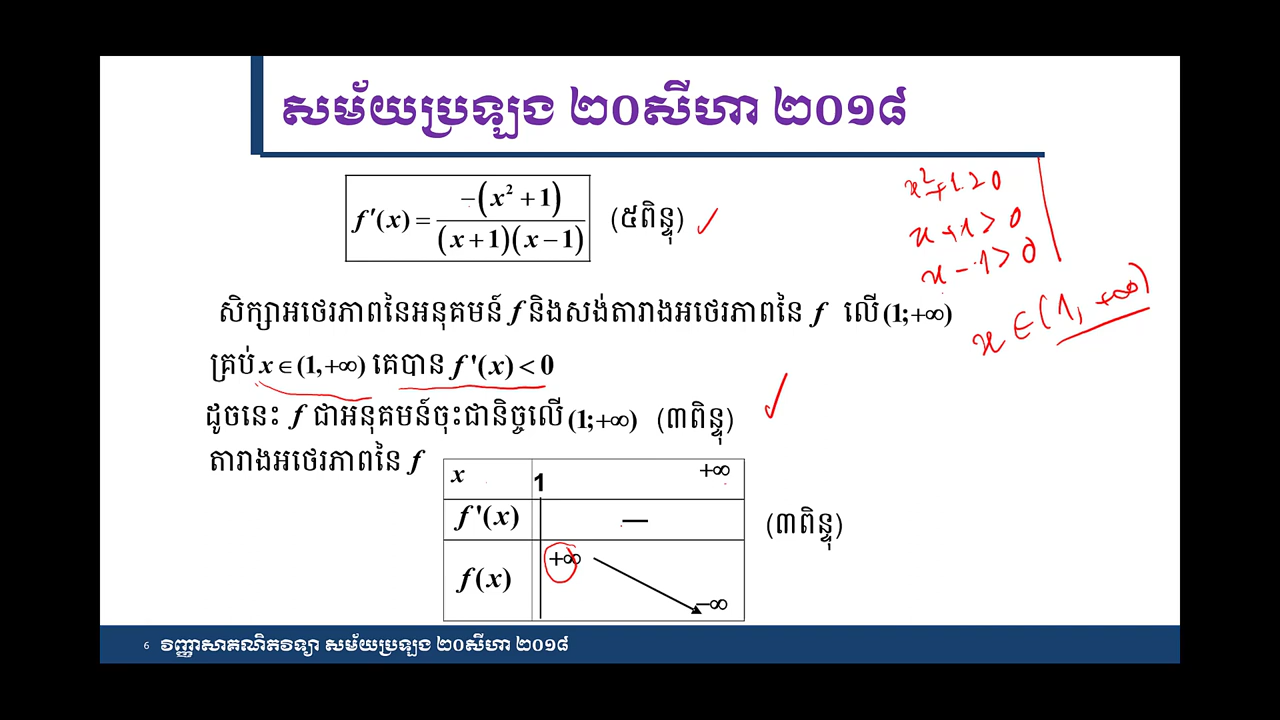 សម័យប្រឡង ២០សីហា ២០១៨
f'(x) = -(x² + 1) / (x+1)(x−1) (៥ពិន្ទុ)
x² + 1 > 0
x + 1 > 0
x − 1 > 0
x ∈ (1, +∞)
សិក្សាអថេរភាពនៃអនុគមន៍ f និងសង់តារាងអថេរភាពនៃ f លើ (1;+∞)
គ្រប់ x ∈ (1,+∞) គេបាន f '(x) < 0
ដូចនេះ f ជាអនុគមន៍ចុះជានិច្ចលើ (1;+∞) (៣ពិន្ទុ)
តារាងអថេរភាពនៃ f
x 1 +∞
f '(x) — (៣ពិន្ទុ)
f(x) +∞ −∞
6 វិញ្ញាសាគណិតវិទ្យា សម័យប្រឡង ២០សីហា ២០១៨